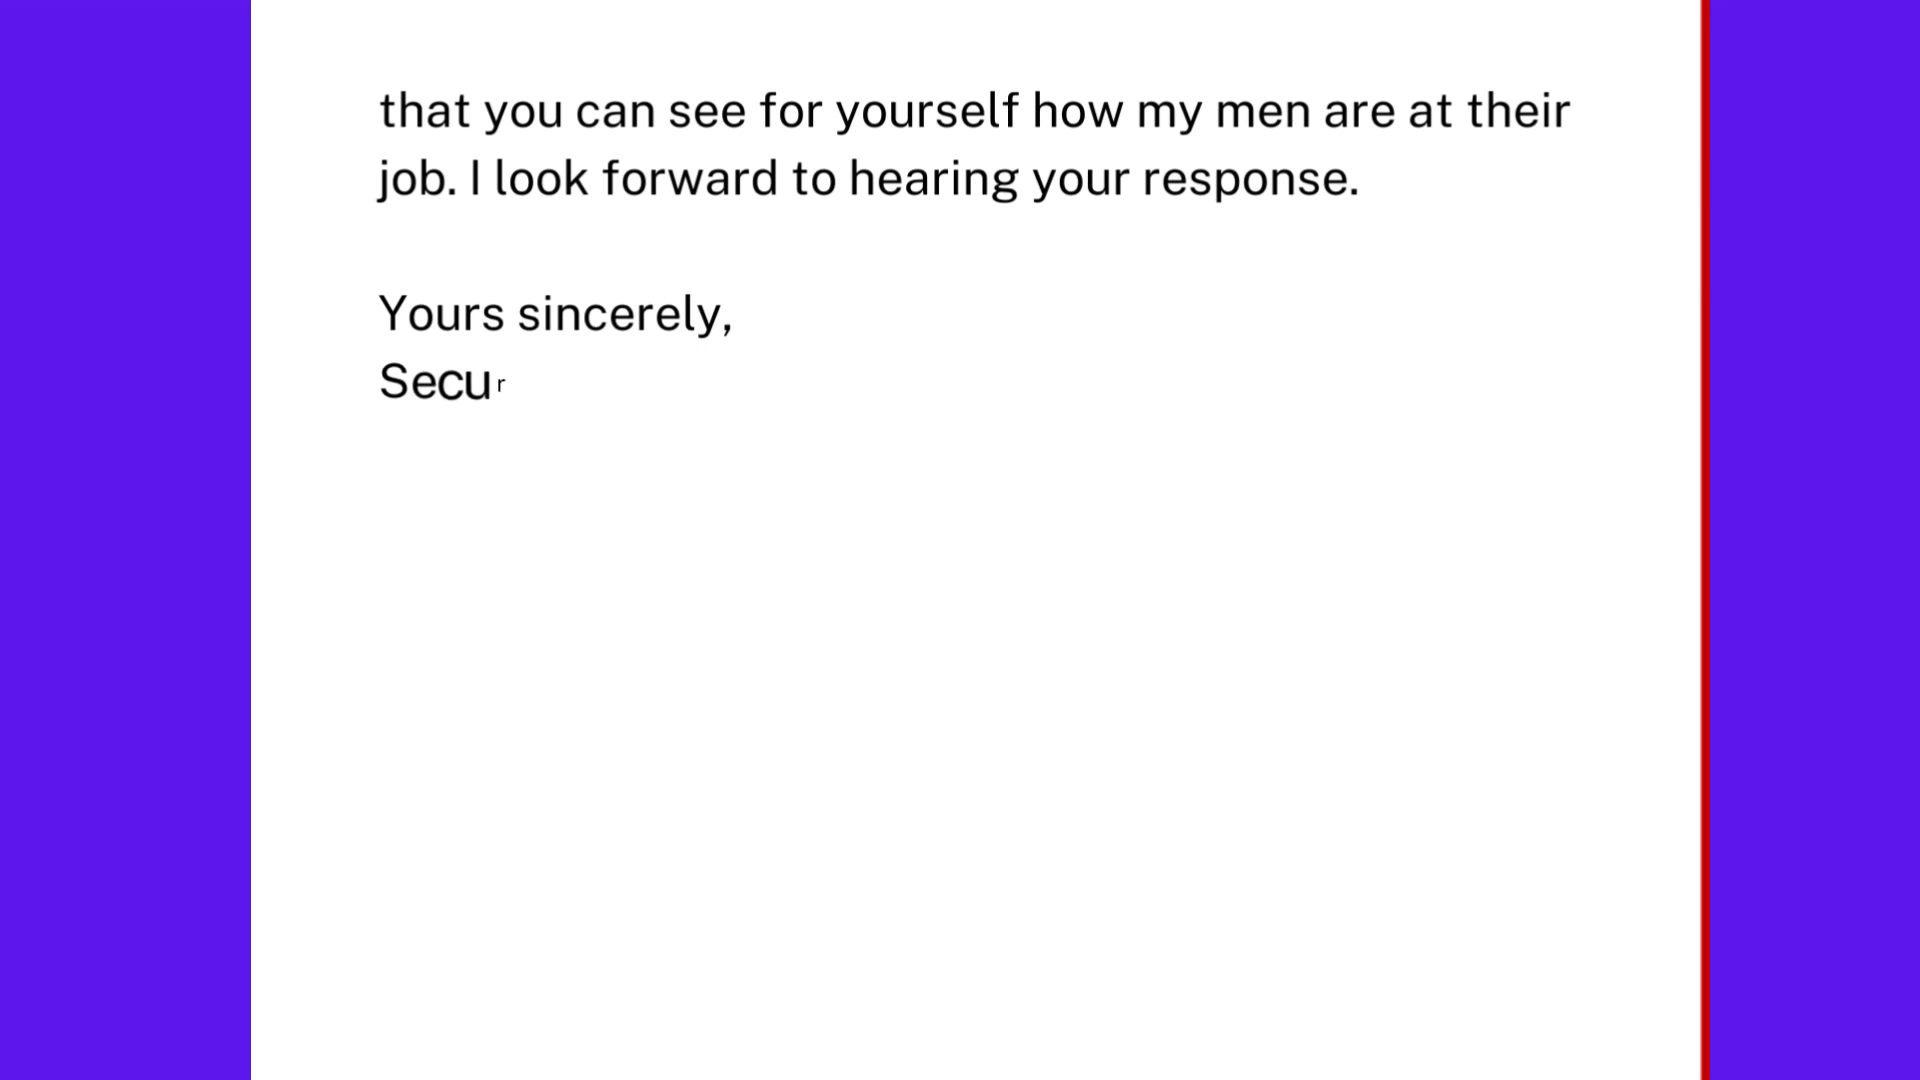 that you can see for yourself how my men are at their
job. I look forward to hearing your response.
Yours sincerely,
Secur